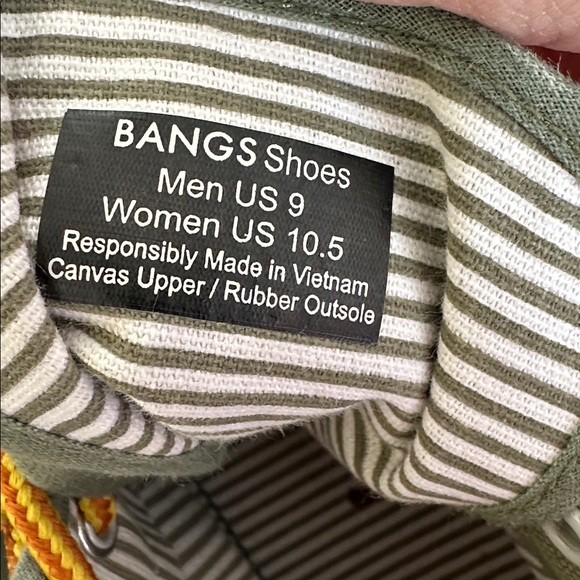 BANGS Shoes
Men US 9
Women US 10.5
Responsibly Made in Vietnam
Canvas Upper / Rubber Outsole